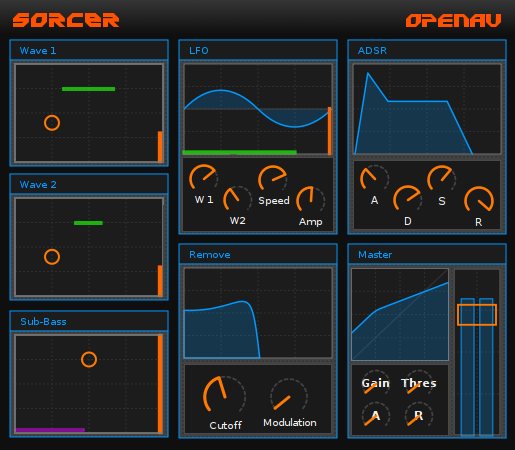 SORCER
OPENAV
Wave 1
LFO
ADSR
W 1
W2
Speed
Amp
A
D
S
R
Wave 2
Remove
Master
Sub-Bass
Cutoff
Modulation
Gain
Thres
A
R